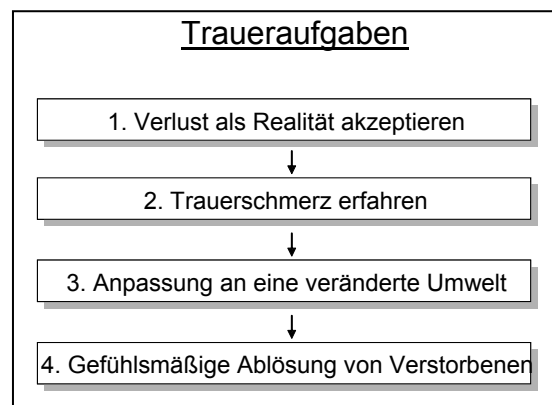 Traueraufgaben
1. Verlust als Realität akzeptieren
2. Trauerschmerz erfahren
3. Anpassung an eine veränderte Umwelt
4. Gefühlsmäßige Ablösung von Verstorbenen